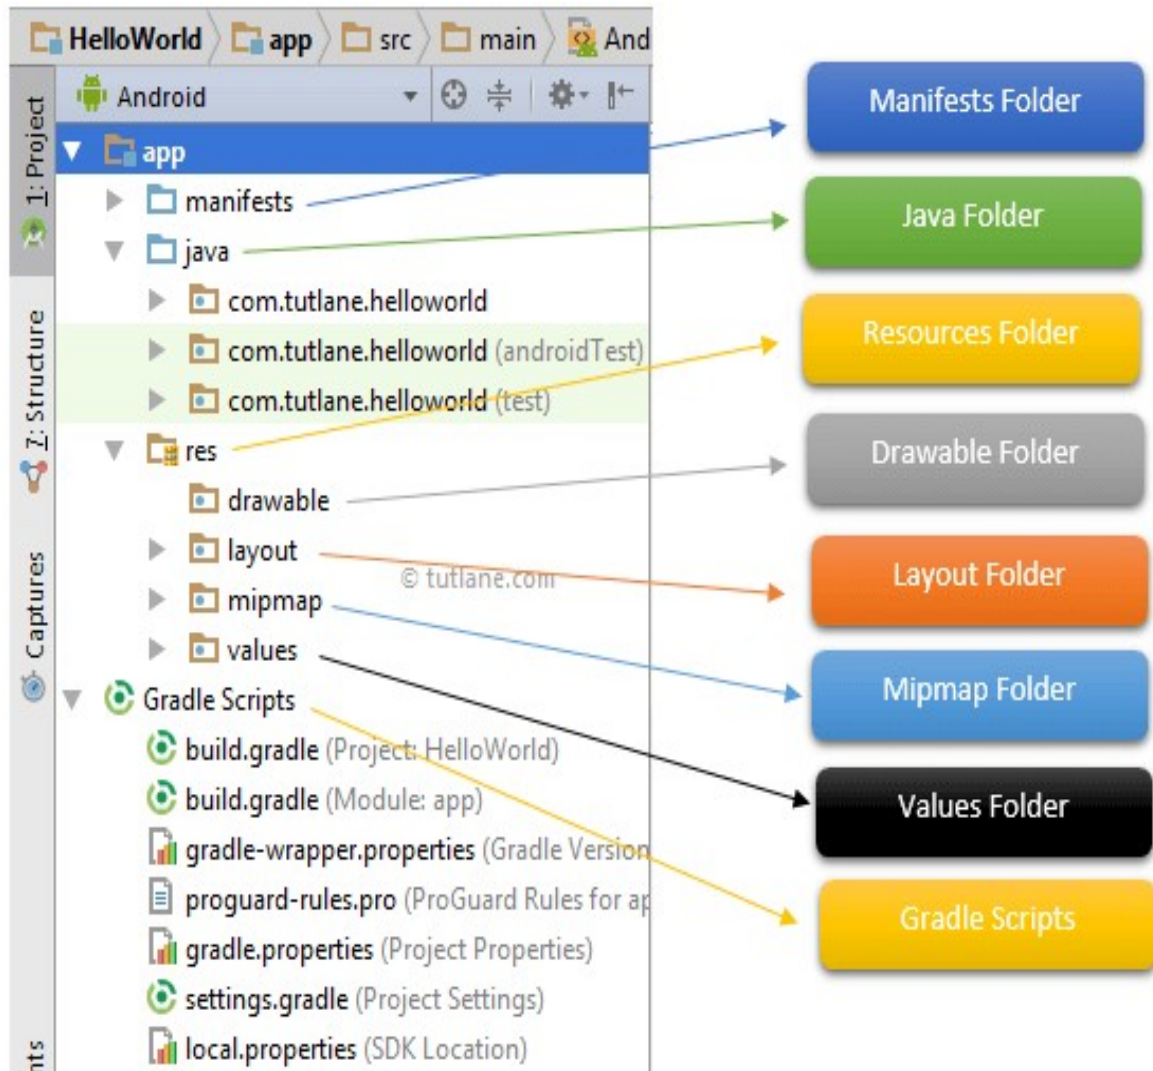 HelloWorld app src main And
Android
1: Project
7: Structure
Captures
nts
app
manifests
java
com.tutlane.helloworld
com.tutlane.helloworld (androidTest)
com.tutlane.helloworld (test)
res
drawable
layout
© tutlane.com
mipmap
values
Gradle Scripts
build.gradle (Project: HelloWorld)
build.gradle (Module: app)
gradle-wrapper.properties (Gradle Version
proguard-rules.pro (ProGuard Rules for ap
gradle.properties (Project Properties)
settings.gradle (Project Settings)
local.properties (SDK Location)
Manifests Folder
Java Folder
Resources Folder
Drawable Folder
Layout Folder
Mipmap Folder
Values Folder
Gradle Scripts